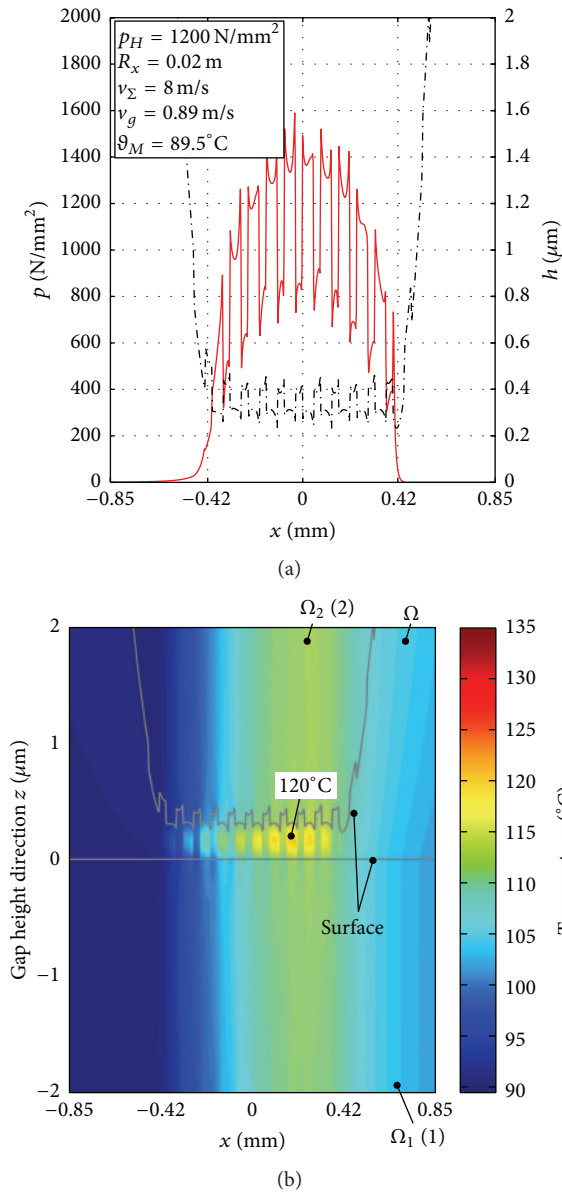 p_H = 1200 N/mm²
R_x = 0.02 m
ν_Σ = 8 m/s
ν_g = 0.89 m/s
ϑ_M = 89.5°C
2000
1800
1600
1400
1200
1000
800
600
400
200
0
p (N/mm²)
2
1.8
1.6
1.4
1.2
1
0.8
0.6
0.4
0.2
0
h (μm)
−0.85
−0.42
0
0.42
0.85
x (mm)
(a)
Ω₂ (2)
Ω
2
1
0
−1
−2
Gap height direction z (μm)
120°C
Surface
135
130
125
120
115
110
105
100
95
90
(°C)
−0.85
−0.42
0
0.42
0.85
Ω₁ (1)
x (mm)
(b)